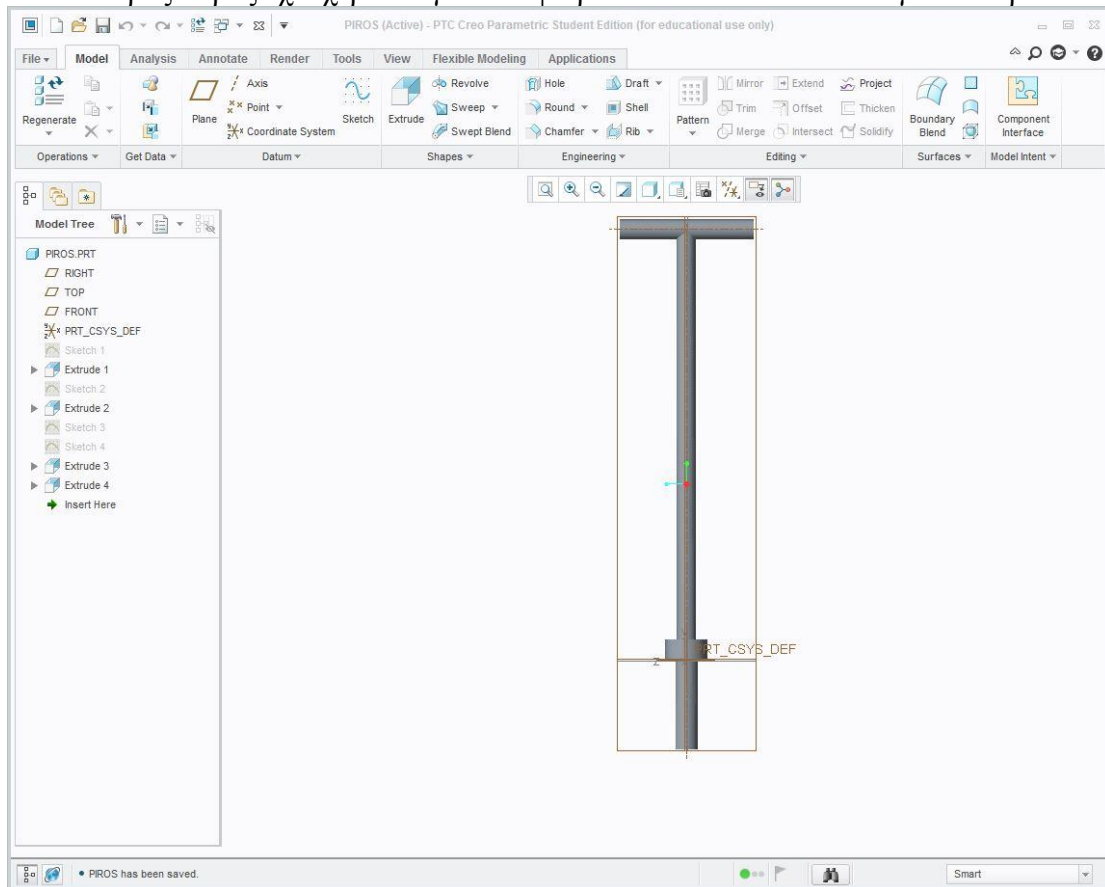 PIROS (Active) - PTC Creo Parametric Student Edition (for educational use only)
File Model Analysis Annotate Render Tools View Flexible Modeling Applications
Regenerate
Plane
Axis
Point
Coordinate System
Sketch
Extrude
Revolve
Sweep
Swept Blend
Hole
Round
Chamfer
Draft
Shell
Rib
Pattern
Mirror
Trim
Merge
Extend
Offset
Intersect
Project
Thicken
Solidify
Boundary
Blend
Component
Interface
Operations Get Data Datum Shapes Engineering Editing Surfaces Model Intent
Model Tree
PIROS.PRT
RIGHT
TOP
FRONT
PRT_CSYS_DEF
Sketch 1
Extrude 1
Sketch 2
Extrude 2
Sketch 3
Sketch 4
Extrude 3
Extrude 4
Insert Here
PRT_CSYS_DEF
Z
• PIROS has been saved.
Smart